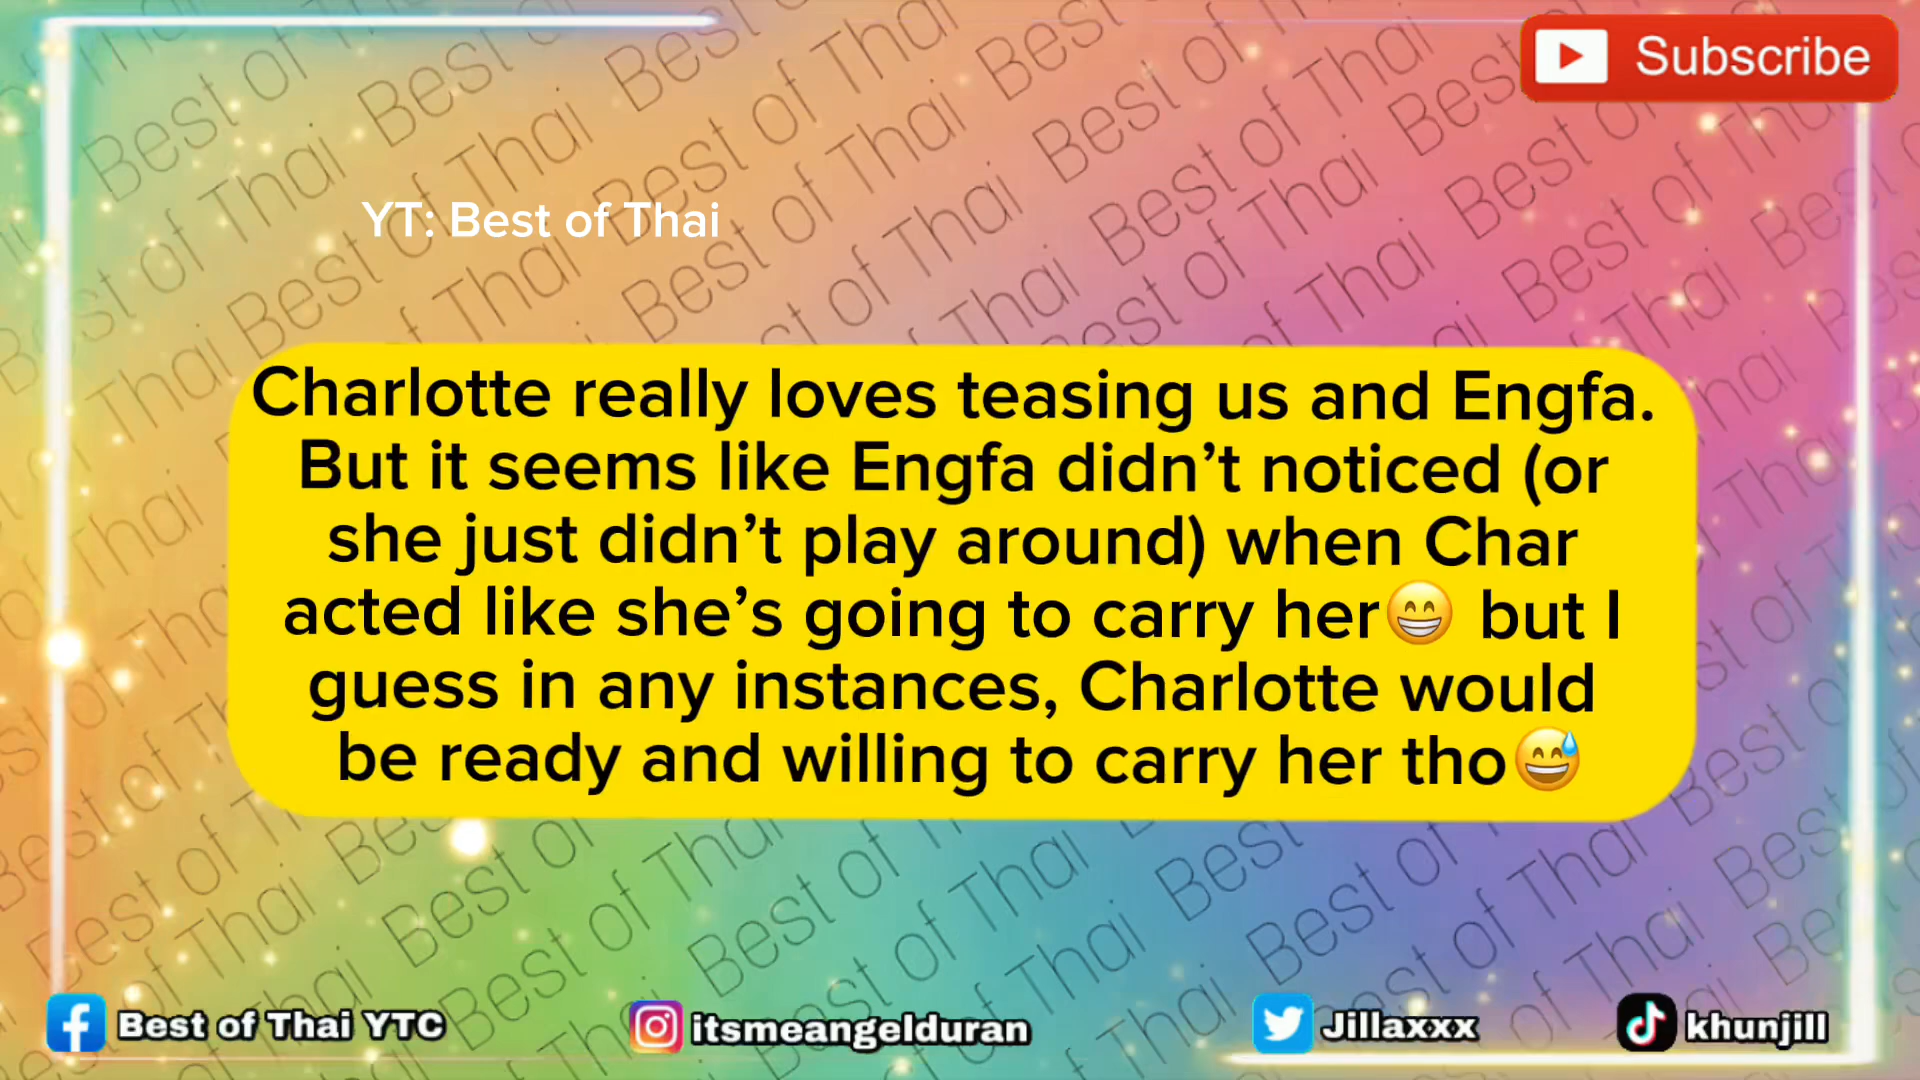 Subscribe
YT: Best of Thai
Charlotte really loves teasing us and Engfa.
But it seems like Engfa didn’t noticed (or
she just didn’t play around) when Char
acted like she’s going to carry her😁 but I
guess in any instances, Charlotte would
be ready and willing to carry her tho😅
Best of Thai YTC
itsmeangelduran
Jillaxxx
khunjill